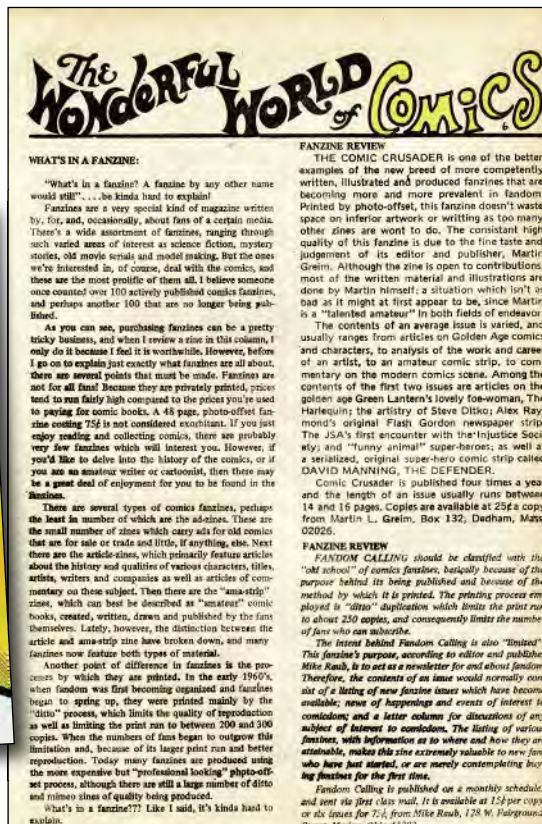 The
WONDERFUL
WORLD
of
COMICS
WHAT'S IN A FANZINE:
"What's in a fanzine? A fanzine by any other name
would still". . . . be kinda hard to explain!
Fanzines are a very special kind of magazine written
by, for, and, occasionally, about fans of a certain media.
There's a wide assortment of fanzines, ranging through
such varied areas of interest as science fiction, mystery
stories, old movie serials and model making. But the ones
we're interested in, of course, deal with the comics, and
these are the most prolific of them all. I believe someone
once counted over 100 actively published comics fanzines,
and perhaps another 100 that are no longer being pub-
lished.
As you can see, purchasing fanzines can be a pretty
tricky business, and when I review a zine in this column, I
only do it because I feel it is worthwhile. However, before
I go on to explain just exactly what fanzines are all about,
there are several points that must be made. Fanzines are
not for all fans! Because they are privately printed, prices
tend to run fairly high compared to the prices you're used
to paying for comic books. A 48 page, photo-offset fan-
zine costing 75¢ is not considered exorbitant. If you just
enjoy reading and collecting comics, there are probably
very few fanzines which will interest you. However, if
you'd like to delve into the history of the comics, or if
you are an amateur writer or cartoonist, then there may
be a great deal of enjoyment for you to be found in the
fanzines.
There are several types of comics fanzines, perhaps
the least in number of which are the ad-zines. These are
the small number of zines which carry ads for old comics
that are for sale or trade and little, if anything, else. Next
there are the article-zines, which primarily feature articles
about the history and qualities of various characters, titles,
artists, writers and companies as well as articles of com-
mentary on this subject. Then there are the "ama-strip"
zines, which can best be described as "amateur" comic
books, created, written, drawn and published by the fans
themselves. Lately, however, the distinction between the
article and ama-strip zine have broken down, and many
fanzines now feature both types of material.
Another point of difference in fanzines is the pro-
cesses by which they are printed. In the early 1960's,
when fandom was first becoming organized and fanzines
began to spring up, they were printed mainly by the
"ditto" process, which limits the quality of reproduction
as well as limiting the print run to between 200 and 300
copies. When the numbers of fans began to outgrow this
limitation and, because of its larger print run and better
reproduction. Today many fanzines are produced using
the more expensive but "professional looking" photo-off-
set process, although there are still a large number of ditto
and mimeo zines of quality being produced.
What's in a fanzine??? Like I said, it's kinda hard to
explain.
FANZINE REVIEW
THE COMIC CRUSADER is one of the better
examples of the new breed of more competently
written, illustrated and produced fanzines that are
becoming more and more prevalent in fandom.
Printed by photo-offset, this fanzine doesn't waste
space on inferior artwork or writting as too many
other zines are wont to do. The consistant high
quality of this fanzine is due to the fine taste and
judgement of its editor and publisher, Martin
Greim. Although the zine is open to contributions
most of the written material and illustrations are
done by Martin himself; a situation which isn't as
bad as it might at first appear to be, since Martin
is a "talented amateur" in both fields of endeavor.
The contents of an average issue is varied, and
usually ranges from articles on Golden Age comics
and characters, to analysis of the work and career
of an artist, to an amateur comic strip, to com-
mentary on the modern comics scene. Among the
contents of the first two issues are articles on the
golden age Green Lantern's lovely foe-woman, The
Harlequin; the artistry of Steve Ditko; Alex Ray-
mond's original Flash Gordon newspaper strip;
The JSA's first encounter with the Injustice Soci-
ety; and "funny animal" super-heroes; as well as
a serialized, original super-hero comic strip called
DAVID MANNING, THE DEFENDER.
Comic Crusader is published four times a year
and the length of an issue usually runs between
14 and 16 pages. Copies are available at 25¢ a copy
from Martin L. Greim, Box 132, Dedham, Mass
02026.
FANZINE REVIEW
FANDOM CALLING should be classified with the
"old school" of comics fanzines, basically because of the
purpose behind its being published and because of the
method by which it is printed. The printing process em-
ployed is "ditto" duplication which limits the print run
to about 250 copies, and consequently limits the number
of fans who can subscribe.
The intent behind Fandom Calling is also "limited"
This fanzine's purpose, according to editor and publisher
Mike Raub, is to act as a newsletter for and about fandom.
Therefore, the contents of an issue would normally con-
sist of a listing of new fanzine issues which have become
available; news of happenings and events of interest to
comicdom; and a letter column for discussions of any
subject of interest to comicdom. The listing of various
fanzines, with information as to where and how they are
attainable, makes this zine extremely valuable to new fans
who have just started, or are merely contemplating buy-
ing fanzines for the first time.
Fandom Calling is published on a monthly schedule,
and sent via first class mail. It is available at 15¢ per copy
or six issues for 75¢, from Mike Raub, 128 W. Fairground